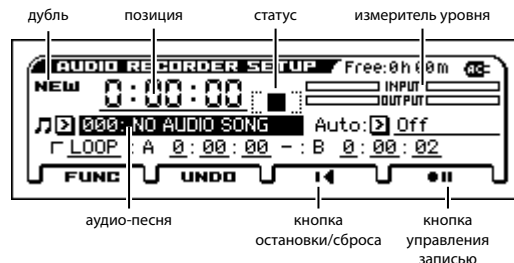 дубль позиция статус измеритель уровня
AUDIO RECORDER SETUP Free:0h00m AC
NEW 0:00:00 INPUT
OUTPUT
000: NO AUDIO SONG Auto: Off
LOOP : A 0:00:00 - : B 0:00:02
FUNC UNDO
аудио-песня кнопка остановки/сброса кнопка управления записью